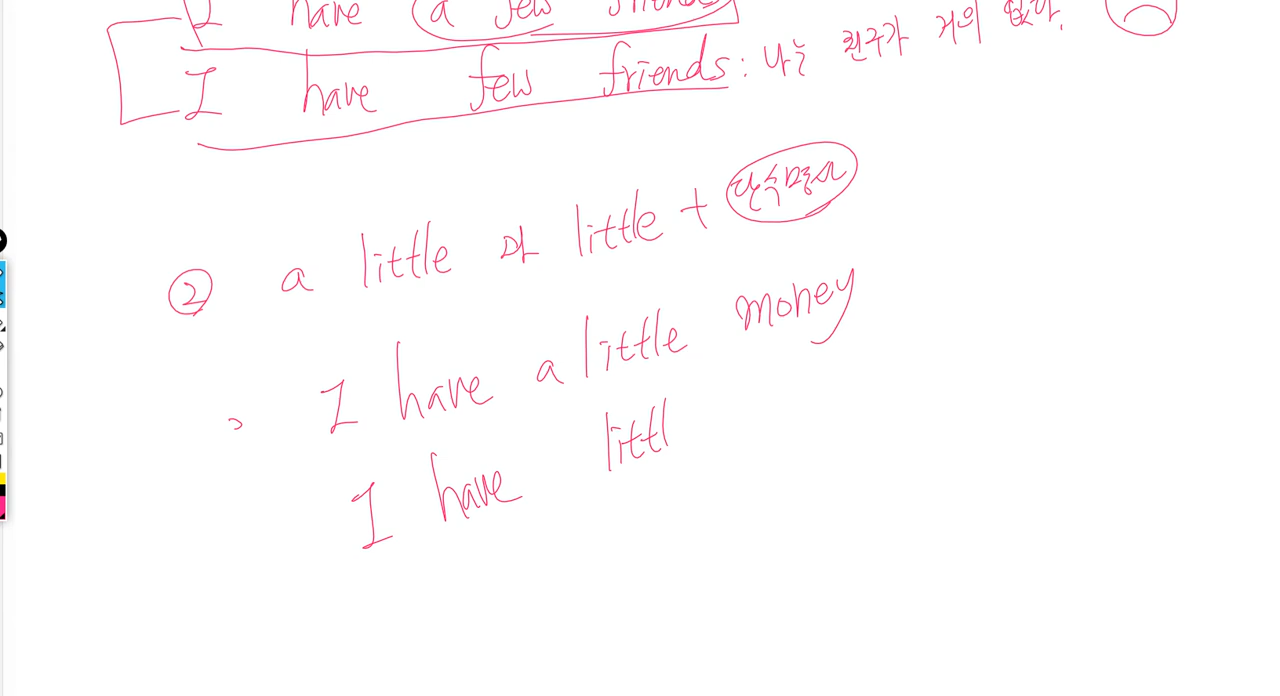 I have a few friends
I have few friends : 나는 친구가 거의 없다.
② a little 와 little + 단수명사
I have a little money
I have littl